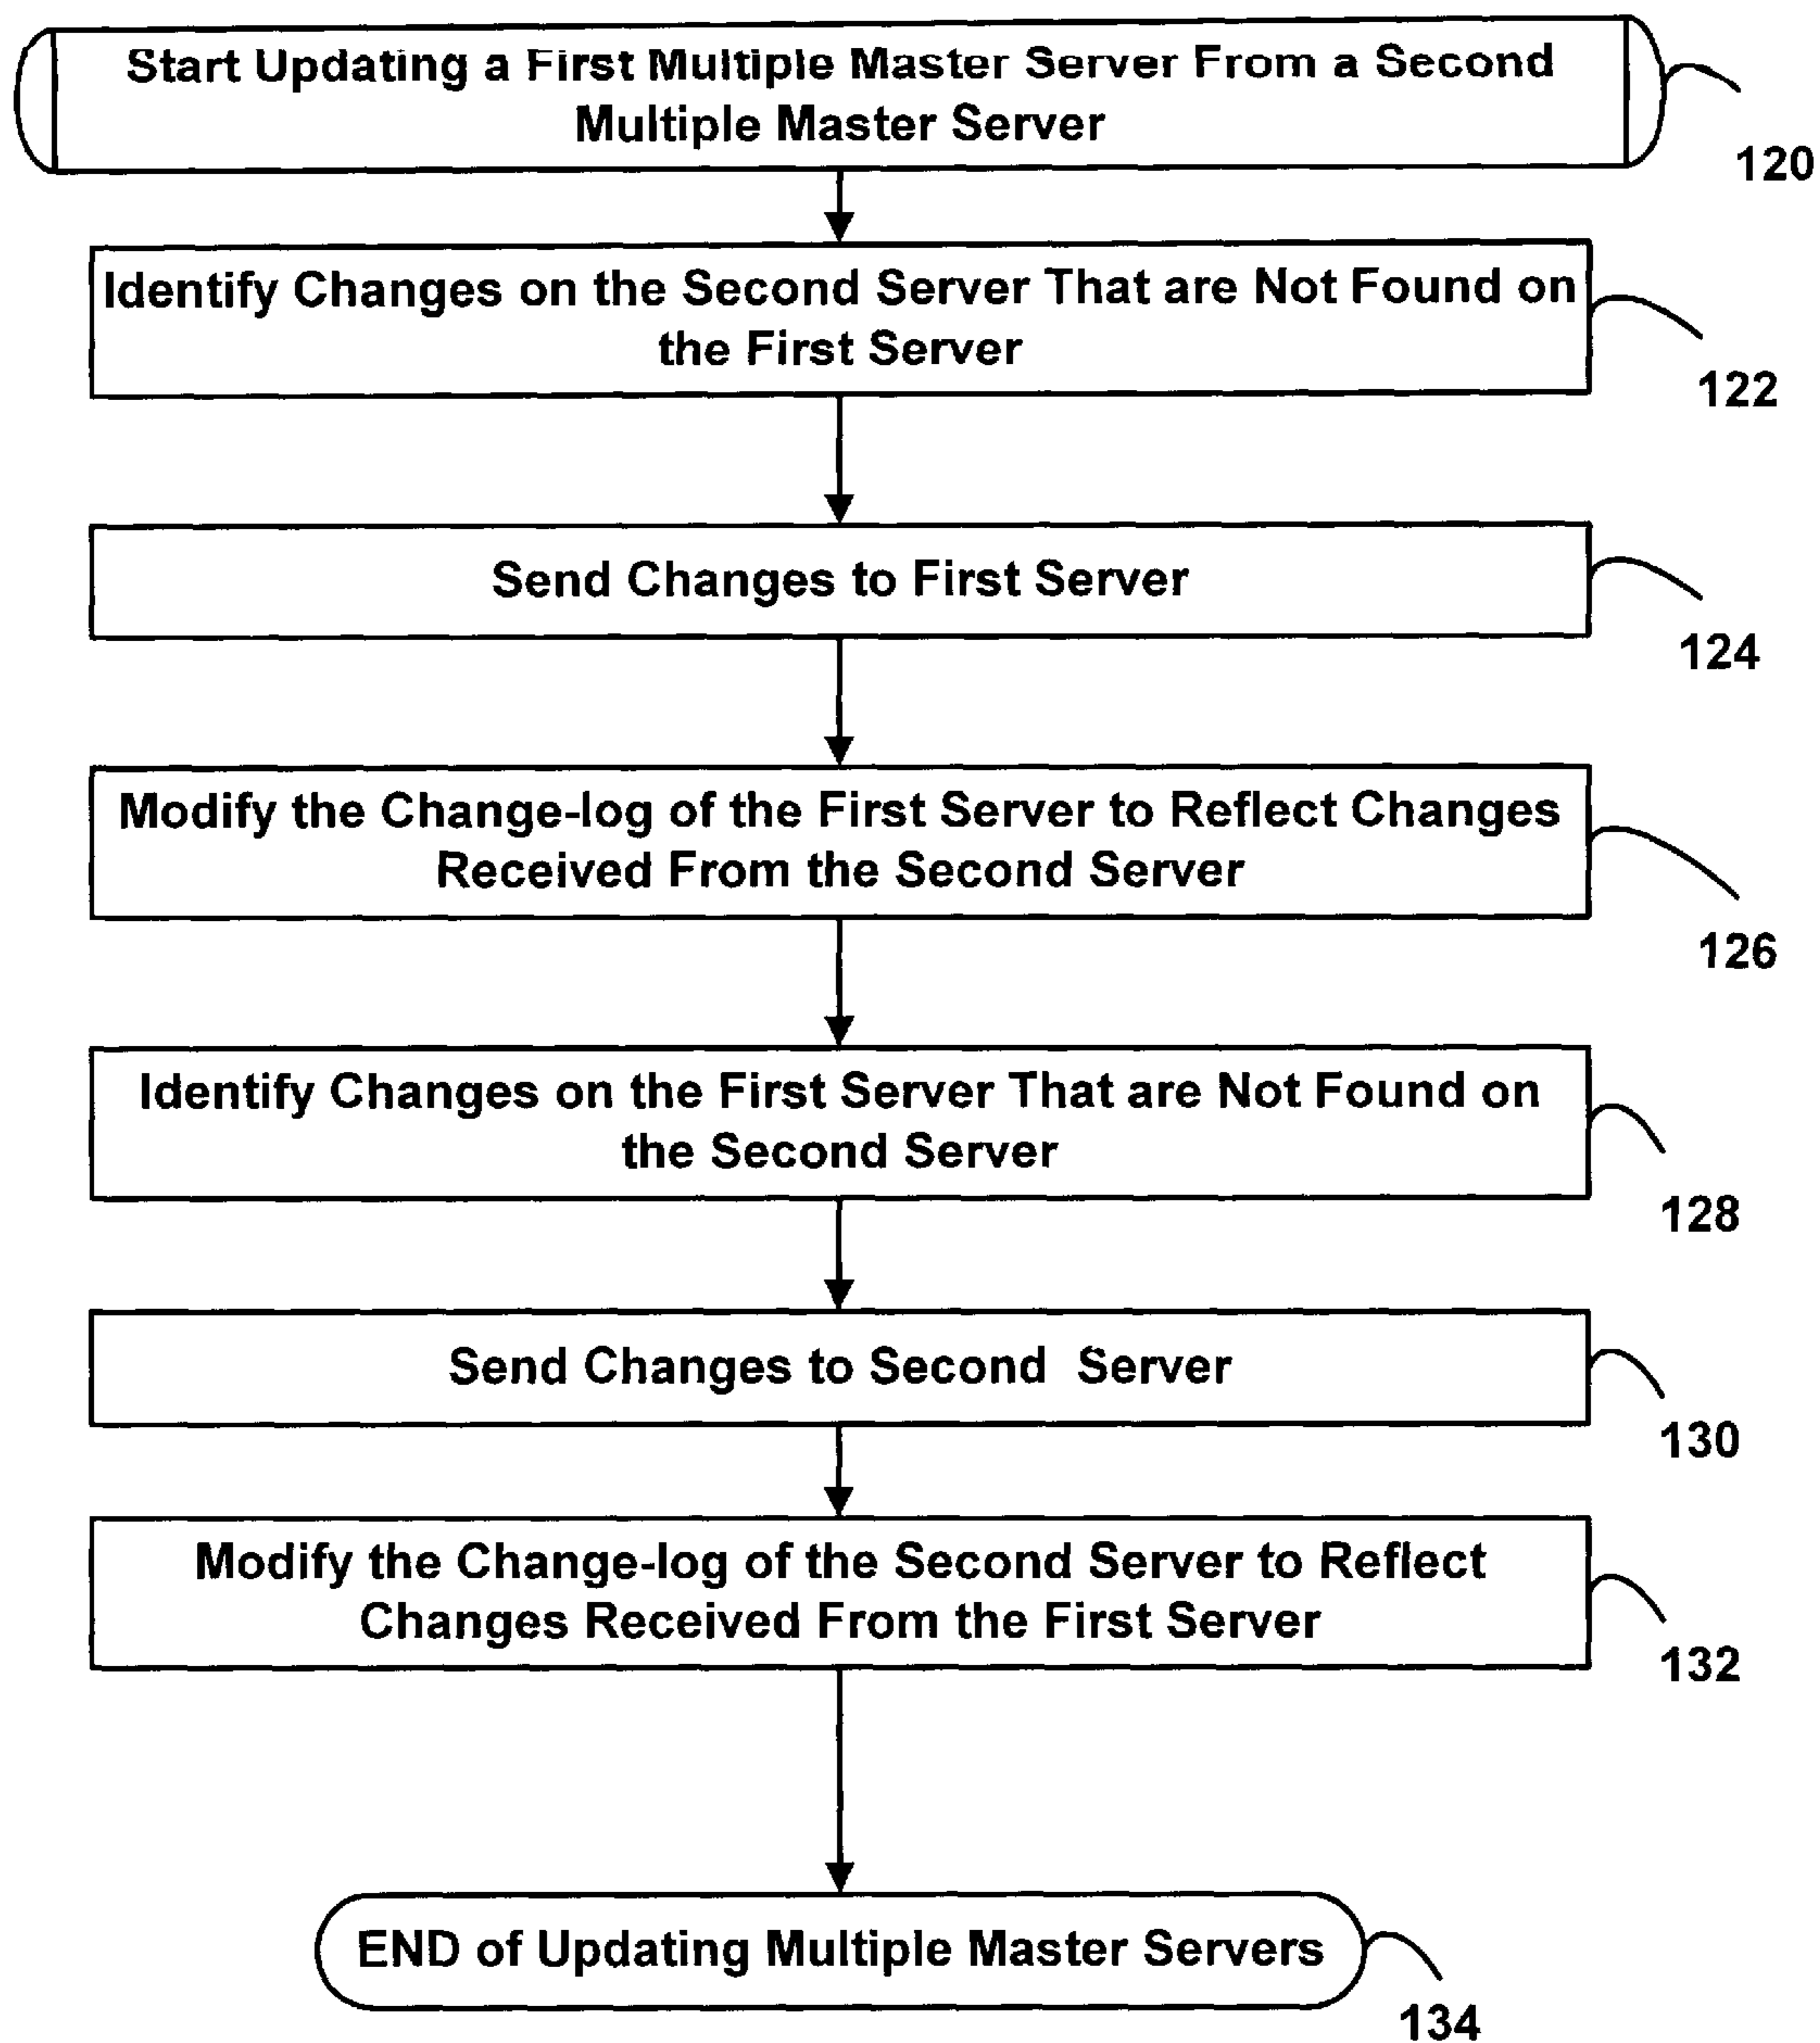 Start Updating a First Multiple Master Server From a Second
Multiple Master Server
120
Identify Changes on the Second Server That are Not Found on
the First Server
122
Send Changes to First Server
124
Modify the Change-log of the First Server to Reflect Changes
Received From the Second Server
126
Identify Changes on the First Server That are Not Found on
the Second Server
128
Send Changes to Second Server
130
Modify the Change-log of the Second Server to Reflect
Changes Received From the First Server
132
END of Updating Multiple Master Servers
134